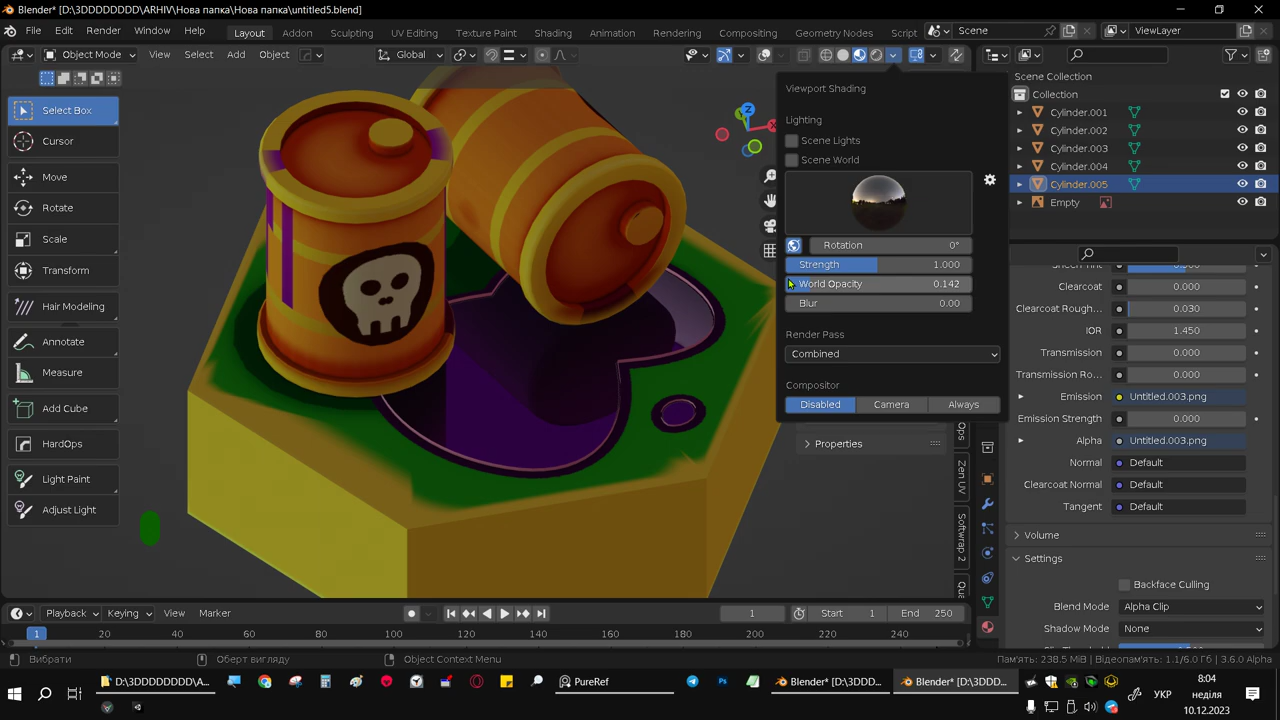 Blender* [D:\3DDDDDDDD\ARHIV\Нова папка\Нова папка\untitled5.blend]
File Edit Render Window Help Layout Addon Sculpting UV Editing Texture Paint Shading Animation Rendering Compositing Geometry Nodes Scene ViewLayer
Object Mode View Select Add Object Global
Select Box
Cursor
Move
Rotate
Scale
Transform
Hair Modeling
Annotate
Measure
Add Cube
HardOps
Light Paint
Adjust Light
Z
X
Y
Viewport Shading
Lighting
Scene Lights
Scene World
Rotation 0°
Strength 1.000
World Opacity 0.142
Blur 0.00
Render Pass
Combined
Compositor
Disabled Camera Always
Properties
Ops
Zen UV
Softwrap 2
Qua
Scene Collection
Collection
Cylinder.001
Cylinder.002
Cylinder.003
Cylinder.004
Cylinder.005
Empty
Sheen Tint
Clearcoat 0.000
Clearcoat Rough... 0.030
IOR 1.450
Transmission 0.000
Transmission Ro... 0.000
Emission Untitled.003.png
Emission Strength 0.000
Alpha Untitled.003.png
Normal Default
Clearcoat Normal Default
Tangent Default
Volume
Settings
Backface Culling
Blend Mode Alpha Clip
Shadow Mode None
Playback Keying View Marker 1 Start 1 End 250
1 20 40 60 80 100 120 140 160 180 200 220 240
Вибрати Оберт вигляду Object Context Menu Пам'ять: 238.5 MiB | Відеопам'ять: 1.1/6.0 Гб | 3.6.0 Alpha
D:\3DDDDDDDD\A... PureRef Blender* [D:\3DDD... Blender* [D:\3DDD... УКР 8:04
неділя
10.12.2023